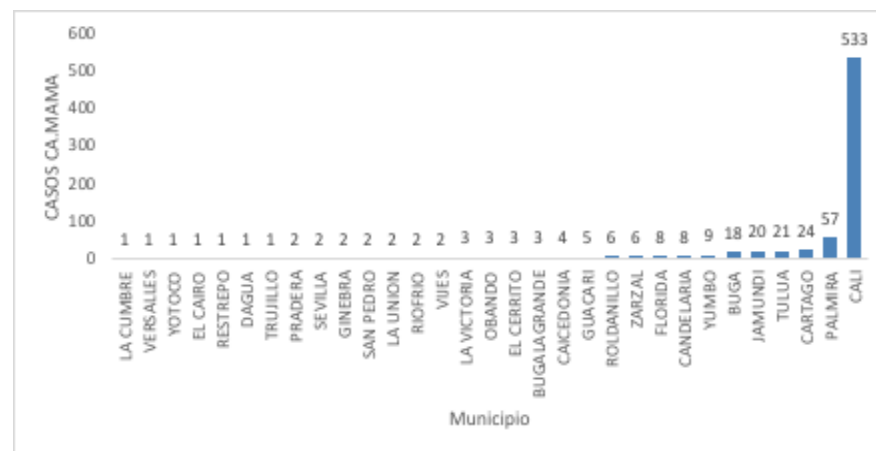 CASOS CA.MAMA
600
500
400
300
200
100
0
1 1 1 1 1 1 1 2 2 2 2 2 2 2 3 3 3 3 4 5 6 6 8 8 9 18 20 21 24 57 533
LA CUMBRE
VERSALLES
YOTOCO
EL CAIRO
RESTREPO
DAGUA
TRUJILLO
PRADERA
SEVILLA
GINEBRA
SAN PEDRO
LA UNION
RIOFRIO
VIJES
LA VICTORIA
OBANDO
EL CERRITO
BUGALAGRANDE
CAICEDONIA
GUACARI
ROLDANILLO
ZARZAL
FLORIDA
CANDELARIA
YUMBO
BUGA
JAMUNDI
TULUA
CARTAGO
PALMIRA
CALI
Municipio